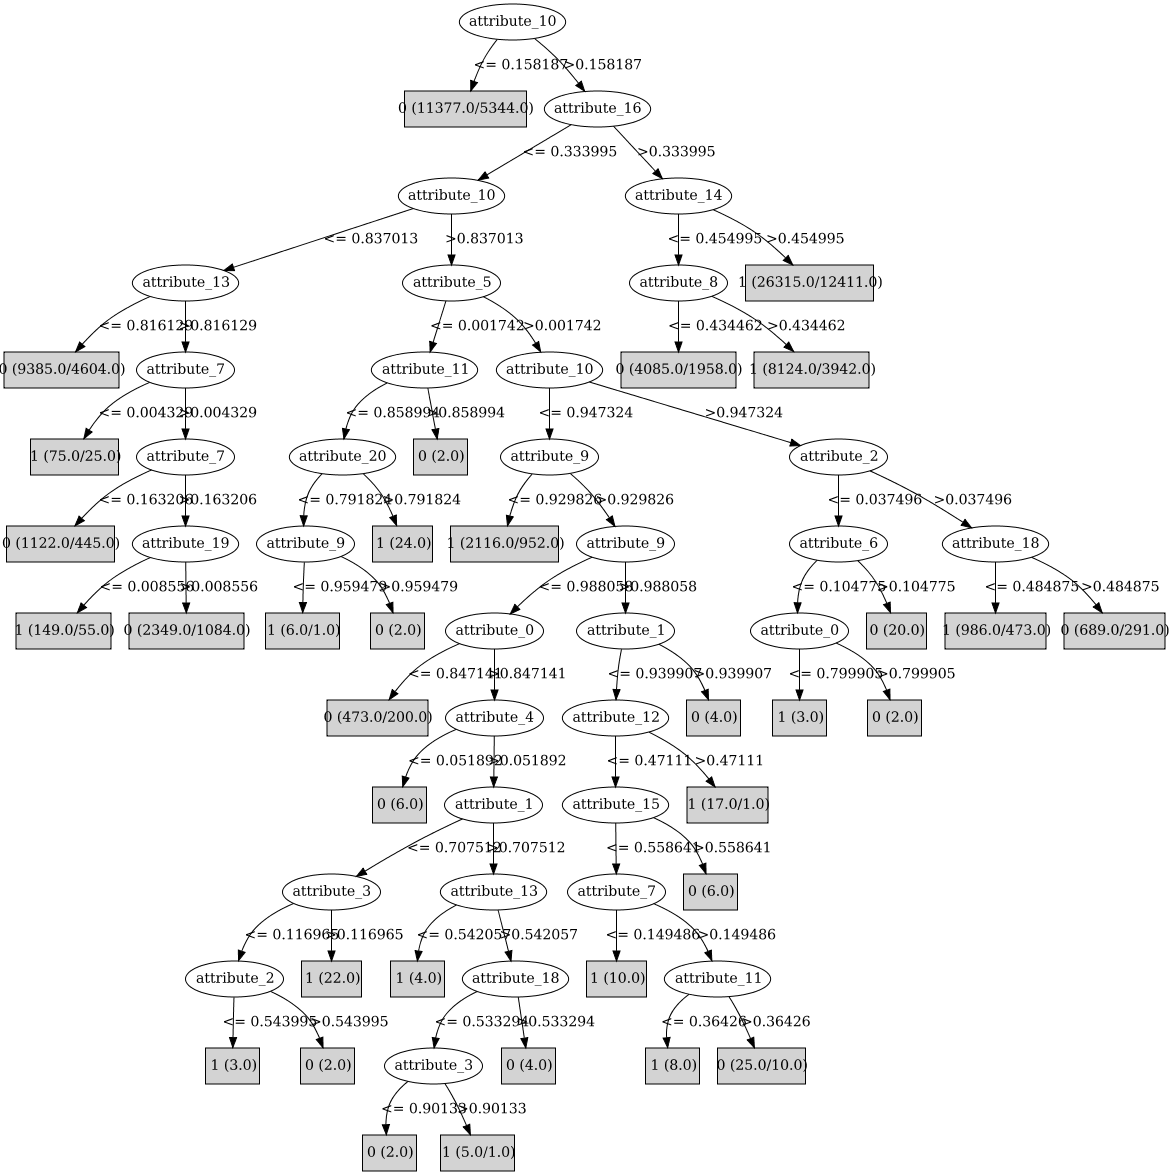 attribute_10
<= 0.158187 >0.158187
0 (11377.0/5344.0) attribute_16
<= 0.333995 >0.333995
attribute_10 attribute_14
<= 0.837013 >0.837013 <= 0.454995 >0.454995
attribute_13 attribute_5 attribute_8 1 (26315.0/12411.0)
<= 0.816129 >0.816129 <= 0.001742 >0.001742 <= 0.434462 >0.434462
0 (9385.0/4604.0) attribute_7 attribute_11 attribute_10 0 (4085.0/1958.0) 1 (8124.0/3942.0)
<= 0.004329 >0.004329 <= 0.858994 >0.858994 <= 0.947324 >0.947324
1 (75.0/25.0) attribute_7 attribute_20 0 (2.0) attribute_9 attribute_2
<= 0.163206 >0.163206 <= 0.791824 >0.791824 <= 0.929826 >0.929826 <= 0.037496 >0.037496
0 (1122.0/445.0) attribute_19 attribute_9 1 (24.0) 1 (2116.0/952.0) attribute_9 attribute_6 attribute_18
<= 0.008556 >0.008556 <= 0.959479 >0.959479 <= 0.988058 >0.988058 <= 0.104775 >0.104775 <= 0.484875 >0.484875
1 (149.0/55.0) 0 (2349.0/1084.0) 1 (6.0/1.0) 0 (2.0) attribute_0 attribute_1 attribute_0 0 (20.0) 1 (986.0/473.0) 0 (689.0/291.0)
<= 0.847141 >0.847141 <= 0.939907 >0.939907 <= 0.799905 >0.799905
0 (473.0/200.0) attribute_4 attribute_12 0 (4.0) 1 (3.0) 0 (2.0)
<= 0.051892 >0.051892 <= 0.47111 >0.47111
0 (6.0) attribute_1 attribute_15 1 (17.0/1.0)
<= 0.707512 >0.707512 <= 0.558641 >0.558641
attribute_3 attribute_13 attribute_7 0 (6.0)
<= 0.116965 >0.116965 <= 0.542057 >0.542057 <= 0.149486 >0.149486
attribute_2 1 (22.0) 1 (4.0) attribute_18 1 (10.0) attribute_11
<= 0.543995 >0.543995 <= 0.533294 >0.533294 <= 0.36426 >0.36426
1 (3.0) 0 (2.0) attribute_3 0 (4.0) 1 (8.0) 0 (25.0/10.0)
<= 0.90133 >0.90133
0 (2.0) 1 (5.0/1.0)